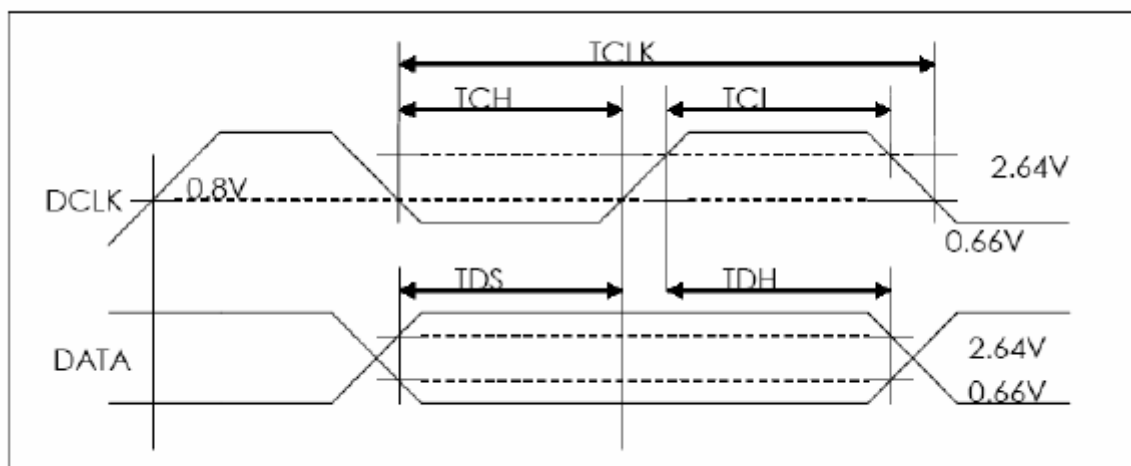 TCLK
TCH
TCL
0.8V
2.64V
DCLK
0.66V
TDS
TDH
DATA
2.64V
0.66V